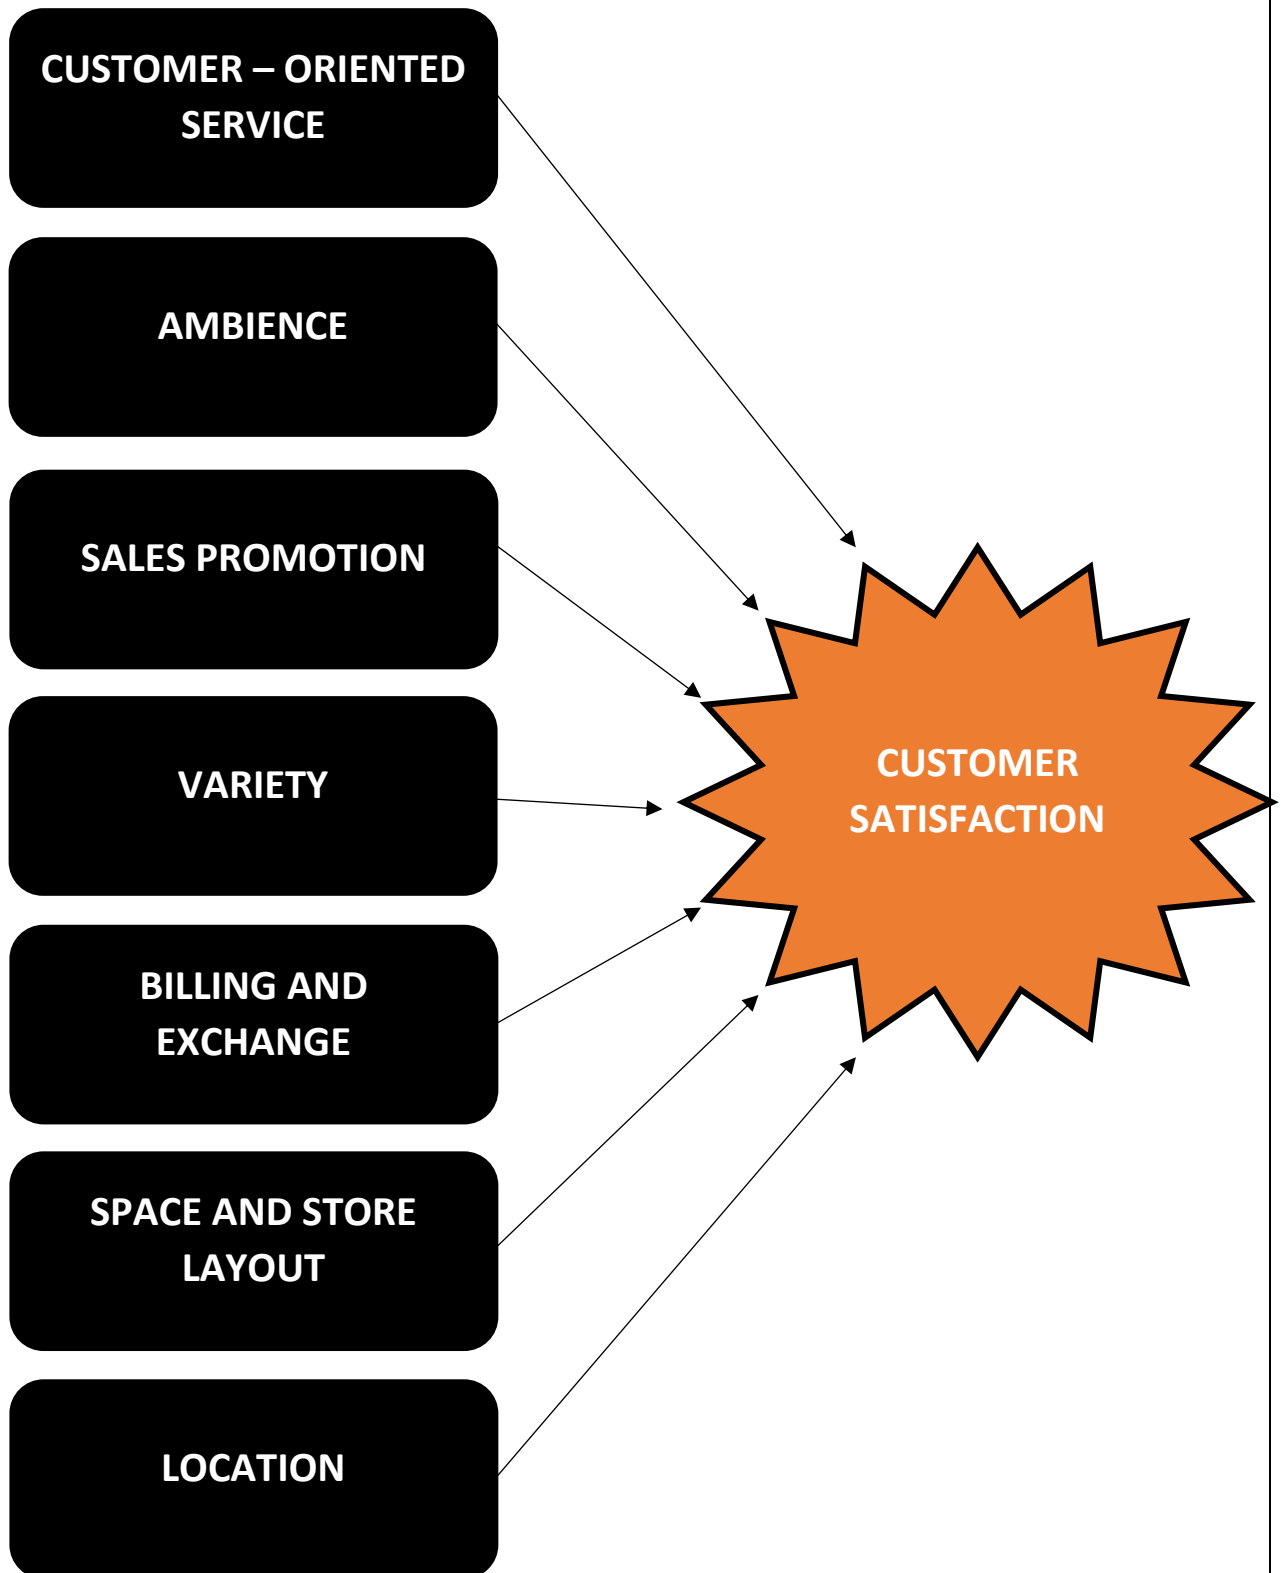 CUSTOMER – ORIENTED
SERVICE
AMBIENCE
SALES PROMOTION
VARIETY
CUSTOMER
SATISFACTION
BILLING AND
EXCHANGE
SPACE AND STORE
LAYOUT
LOCATION